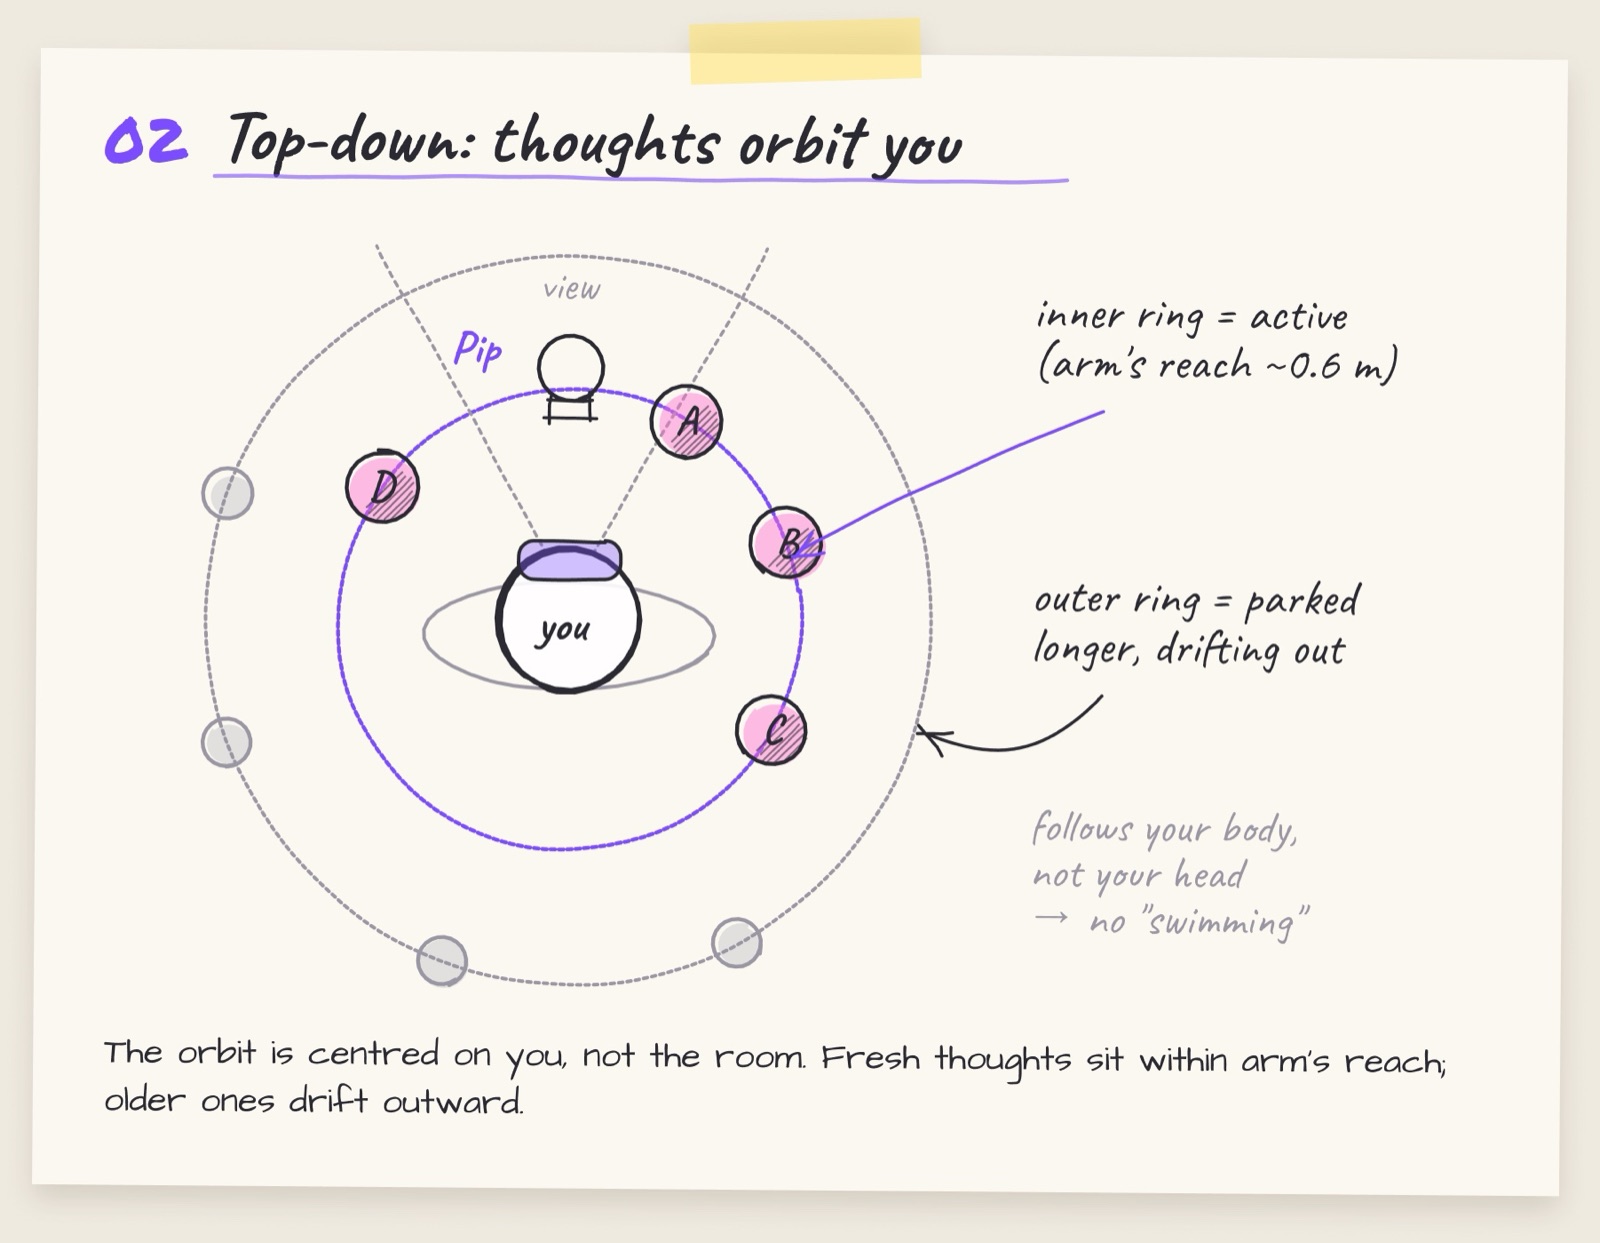 02 Top-down: thoughts orbit you
view
Pip
A
D
B
you
C
inner ring = active
(arm's reach ~0.6 m)
outer ring = parked
longer, drifting out
follows your body,
not your head
→ no "swimming"
The orbit is centred on you, not the room. Fresh thoughts sit within arm's reach;
older ones drift outward.